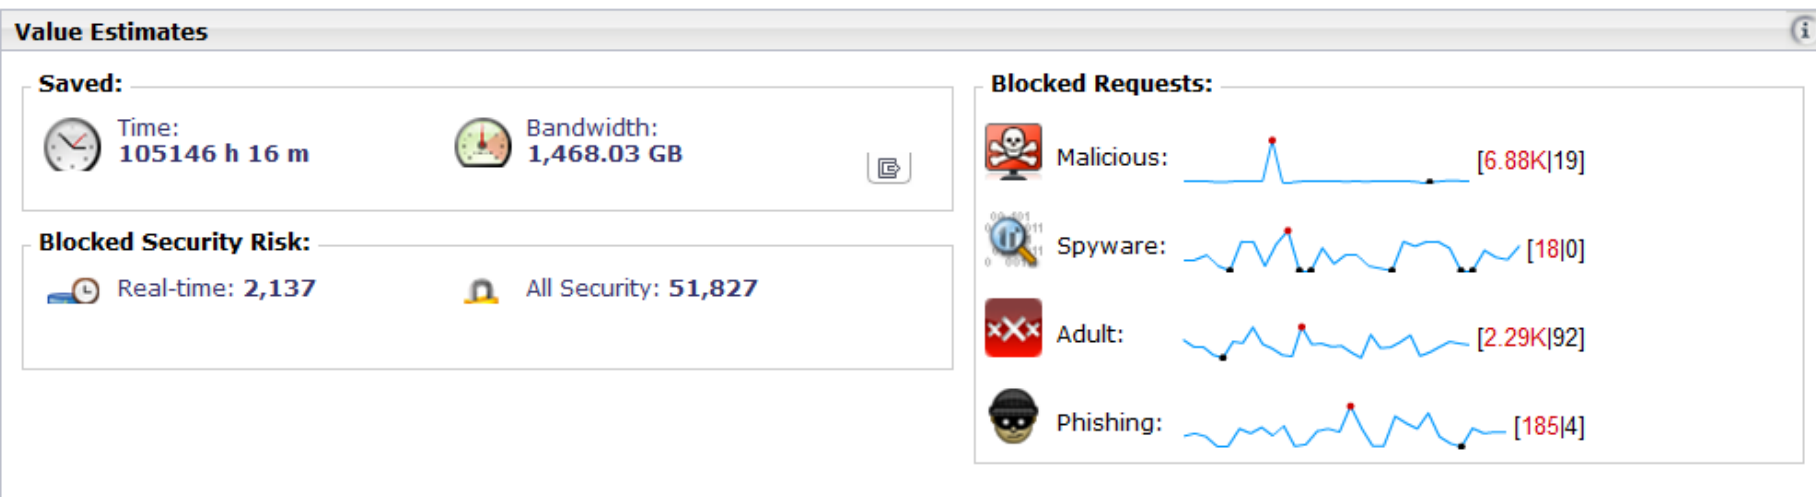 Value Estimates
Saved:
Time:
105146 h 16 m
Bandwidth:
1,468.03 GB
Blocked Security Risk:
Real-time: 2,137
All Security: 51,827
Blocked Requests:
Malicious: [6.88K|19]
Spyware: [18|0]
xXx
Adult: [2.29K|92]
Phishing: [185|4]